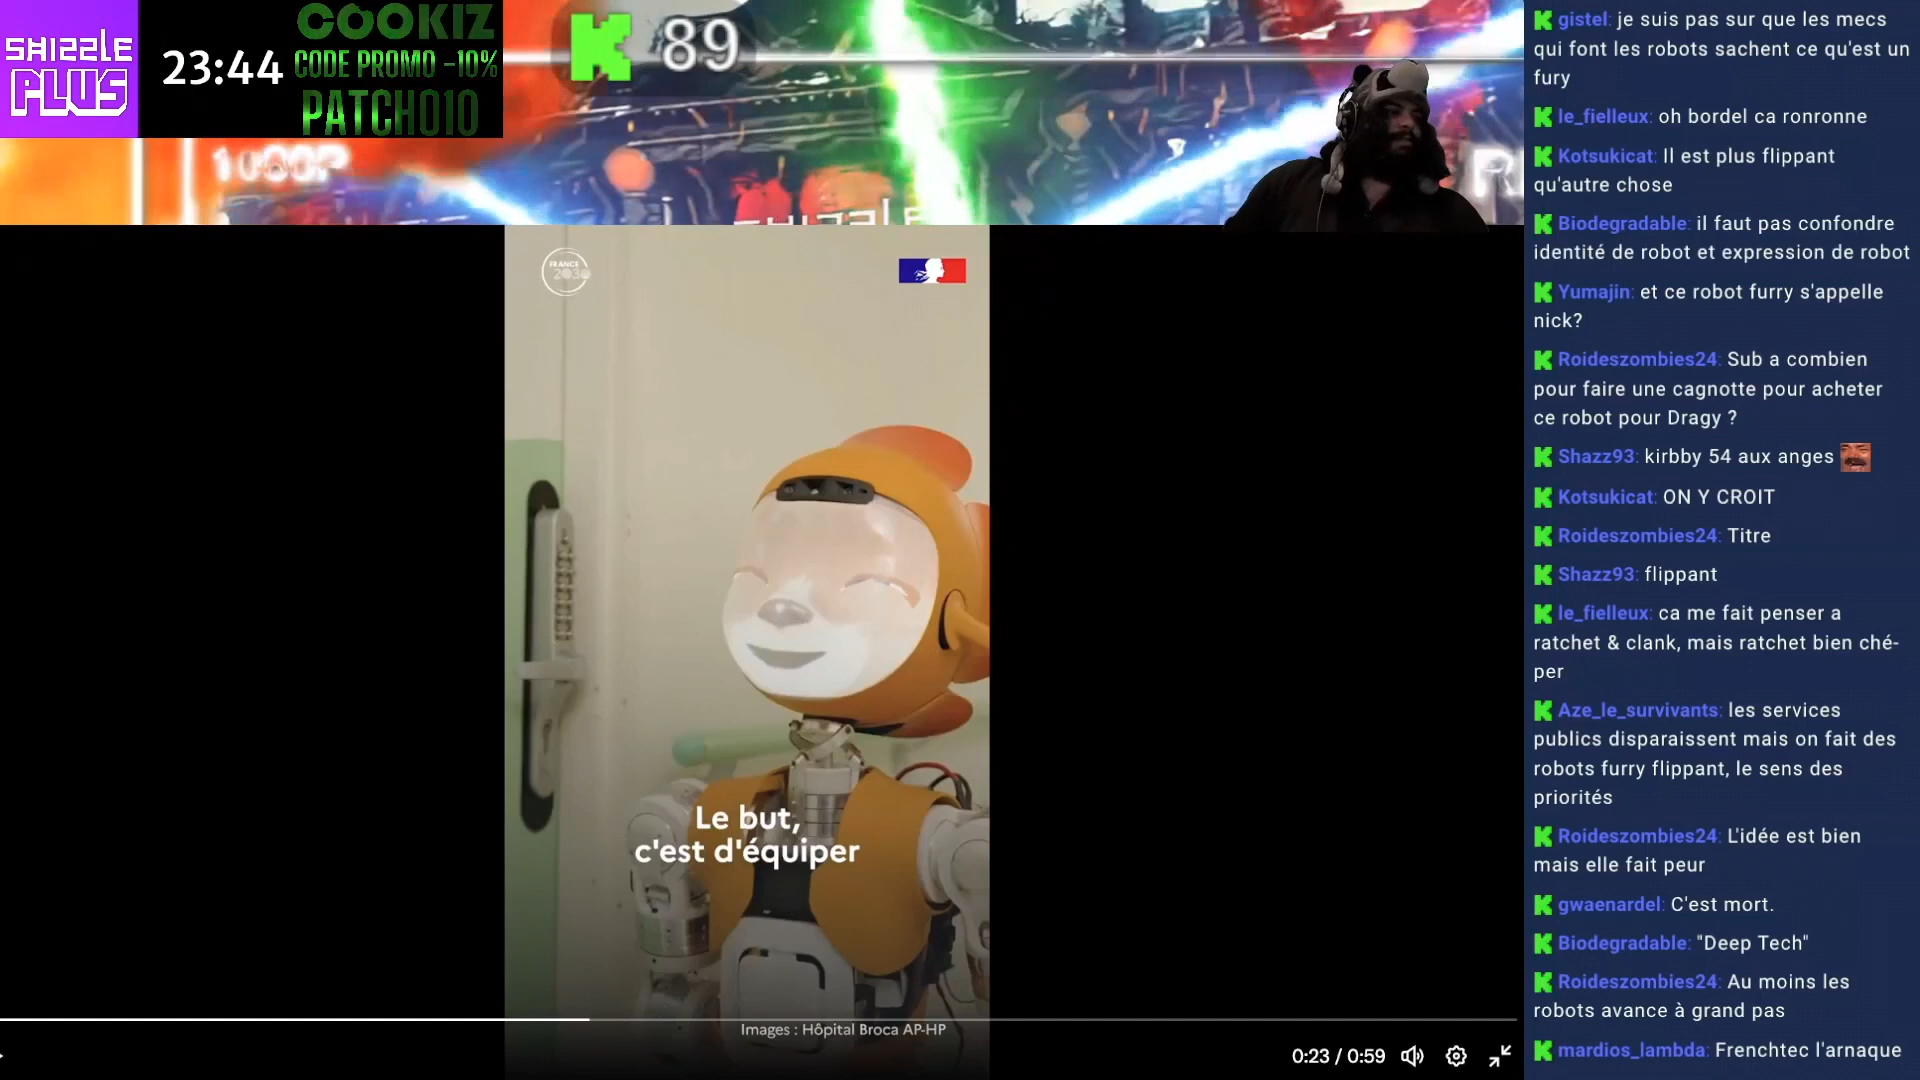 SHIZZLE
PLUS
23:44
COOKIZ
CODE PROMO -10%
PATCHO10
89
1080P
R
SHIZZLE
FRANCE
2030
Le but,
c'est d'équiper
Images : Hôpital Broca AP-HP
0:23 / 0:59
gistel: je suis pas sur que les mecs
qui font les robots sachent ce qu'est un
fury
le_fielleux: oh bordel ca ronronne
Kotsukicat: Il est plus flippant
qu'autre chose
Biodegradable: il faut pas confondre
identité de robot et expression de robot
Yumajin: et ce robot furry s'appelle
nick?
Roideszombies24: Sub a combien
pour faire une cagnotte pour acheter
ce robot pour Dragy ?
Shazz93: kirbby 54 aux anges
Kotsukicat: ON Y CROIT
Roideszombies24: Titre
Shazz93: flippant
le_fielleux: ca me fait penser a
ratchet & clank, mais ratchet bien ché-
per
Aze_le_survivants: les services
publics disparaissent mais on fait des
robots furry flippant, le sens des
priorités
Roideszombies24: L'idée est bien
mais elle fait peur
gwaenardel: C'est mort.
Biodegradable: "Deep Tech"
Roideszombies24: Au moins les
robots avance à grand pas
mardios_lambda: Frenchtec l'arnaque